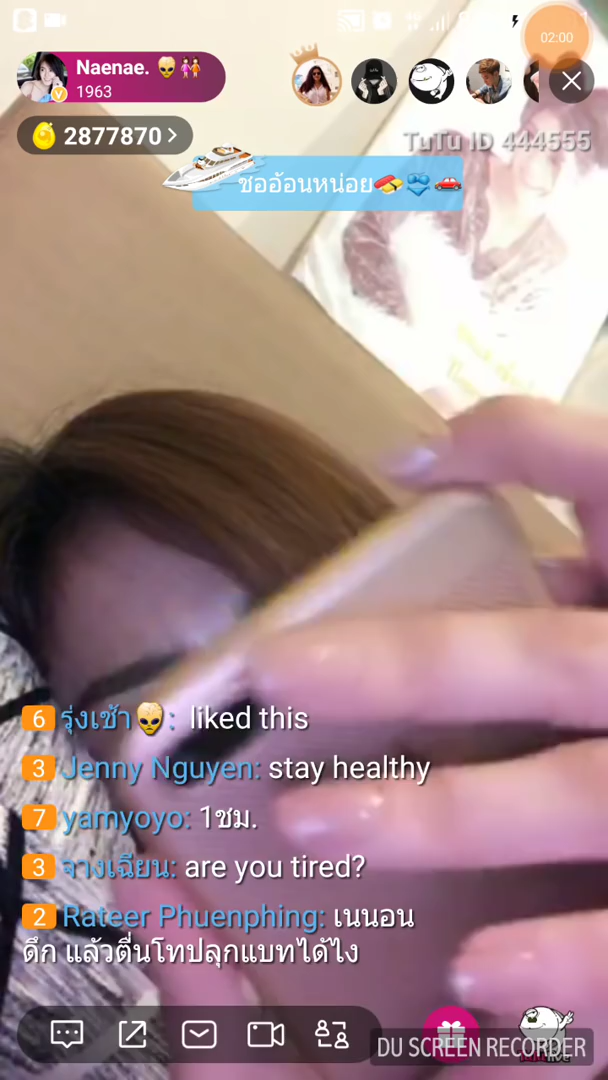 02:00
Naenae. 👽👭
1963
2877870
TuTu ID 444555
ช่ออ้อนหน่อย🍣👙🚗
6 รุ่งเช้า👽: liked this
3 Jenny Nguyen: stay healthy
7 yamyoyo: 1ชม.
3 จางเฉียน: are you tired?
2 Rateer Phuenphing: เนนอน
ดึก แล้วตื่นโทปลุกแบทได้ไง
DU SCREEN RECORDER